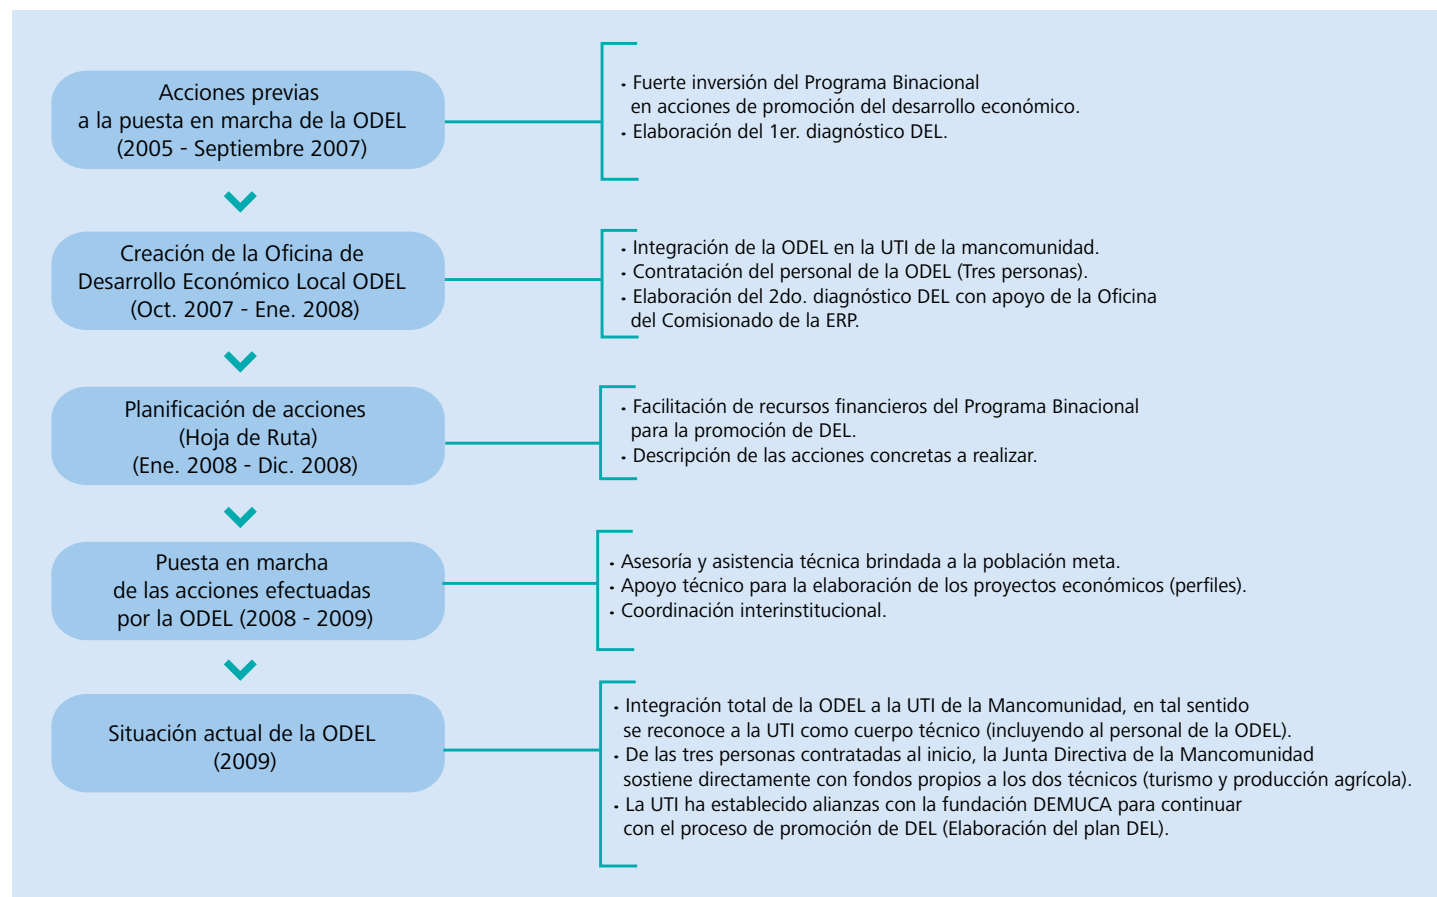 Acciones previas
a la puesta en marcha de la ODEL
(2005 - Septiembre 2007)
• Fuerte inversión del Programa Binacional
en acciones de promoción del desarrollo económico.
• Elaboración del 1er. diagnóstico DEL.
Creación de la Oficina de
Desarrollo Económico Local ODEL
(Oct. 2007 - Ene. 2008)
• Integración de la ODEL en la UTI de la mancomunidad.
• Contratación del personal de la ODEL (Tres personas).
• Elaboración del 2do. diagnóstico DEL con apoyo de la Oficina
del Comisionado de la ERP.
Planificación de acciones
(Hoja de Ruta)
(Ene. 2008 - Dic. 2008)
• Facilitación de recursos financieros del Programa Binacional
para la promoción de DEL.
• Descripción de las acciones concretas a realizar.
Puesta en marcha
de las acciones efectuadas
por la ODEL (2008 - 2009)
• Asesoría y asistencia técnica brindada a la población meta.
• Apoyo técnico para la elaboración de los proyectos económicos (perfiles).
• Coordinación interinstitucional.
Situación actual de la ODEL
(2009)
• Integración total de la ODEL a la UTI de la Mancomunidad, en tal sentido
se reconoce a la UTI como cuerpo técnico (incluyendo al personal de la ODEL).
• De las tres personas contratadas al inicio, la Junta Directiva de la Mancomunidad
sostiene directamente con fondos propios a los dos técnicos (turismo y producción agrícola).
• La UTI ha establecido alianzas con la fundación DEMUCA para continuar
con el proceso de promoción de DEL (Elaboración del plan DEL).